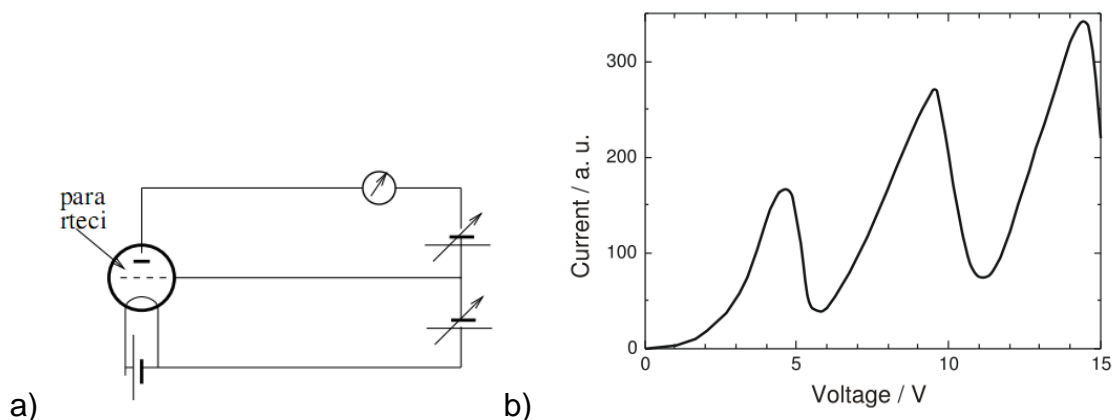 para
rteci
a)
b)
Current / a. u.
300
200
100
0
0
5
10
15
Voltage / V